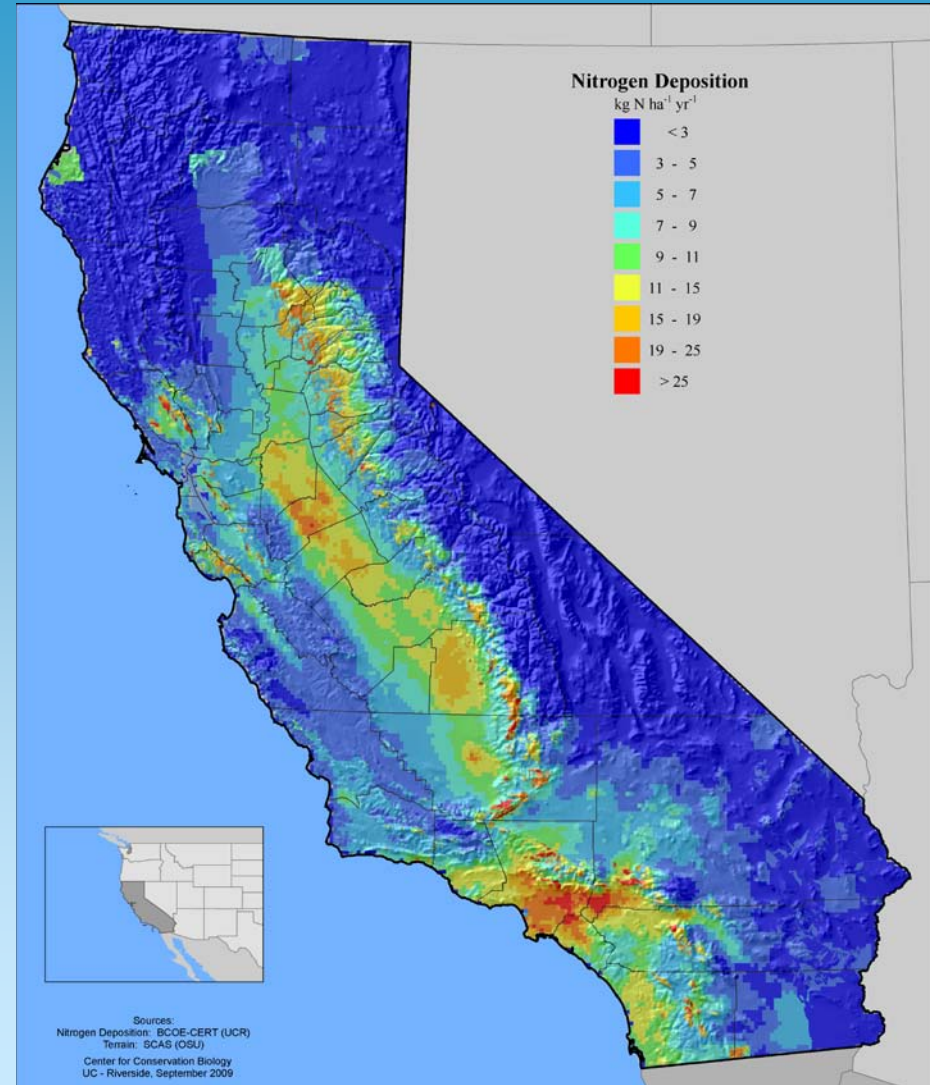 Nitrogen Deposition
kg N ha⁻¹ yr⁻¹
< 3
3 - 5
5 - 7
7 - 9
9 - 11
11 - 15
15 - 19
19 - 25
> 25
Sources:
Nitrogen Deposition: BCOE-CERT (UCR)
Terrain: SCAS (OSU)
Center for Conservation Biology
UC - Riverside, September 2009